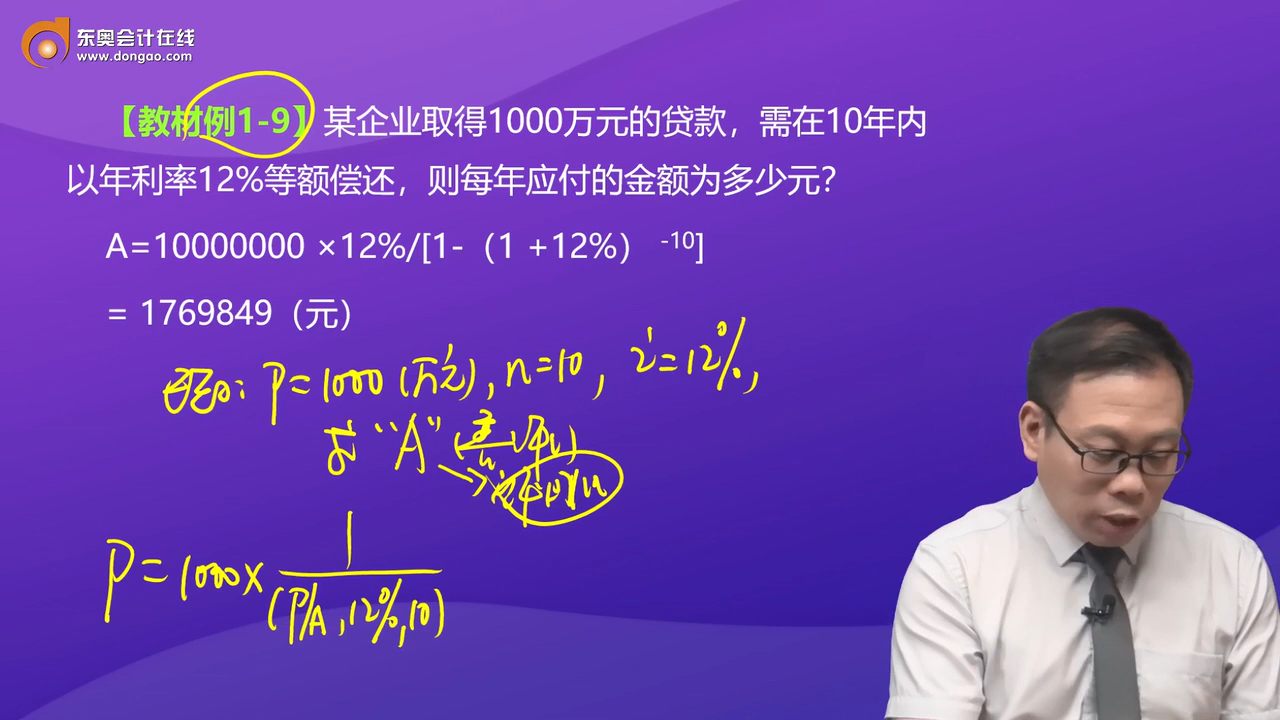 东奥会计在线
www.dongao.com
【教材例1-9】某企业取得1000万元的贷款，需在10年内
以年利率12%等额偿还，则每年应付的金额为多少元？
A=10000000 ×12%/[1-（1 +12%） -10]
= 1769849（元）
P=1000 (万元), n=10, i=12%,
求 "A"
P=1000× 1
(P/A,12%,10)